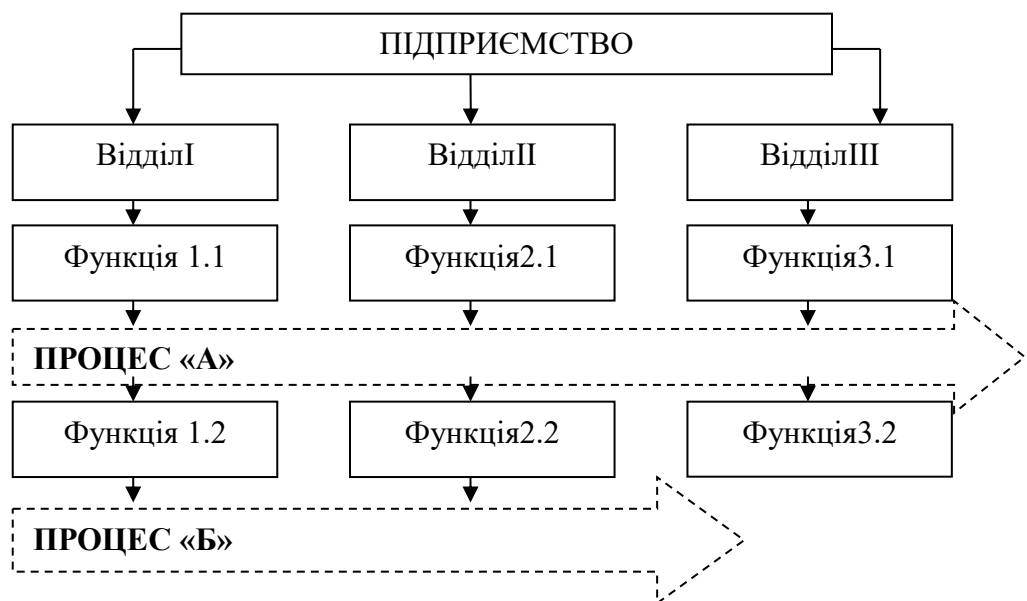 ПІДПРИЄМСТВО
ВідділI ВідділII ВідділIII
Функція 1.1 Функція2.1 Функція3.1
ПРОЦЕС «А»
Функція 1.2 Функція2.2 Функція3.2
ПРОЦЕС «Б»